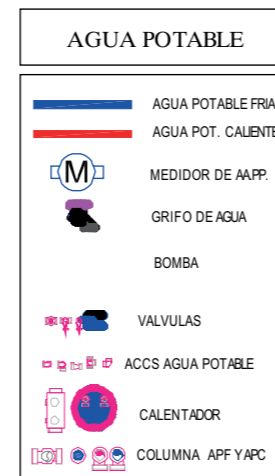 AGUA POTABLE
AGUA POTABLE FRIA
AGUA POT. CALIENTE
M MEDIDOR DE AAPP.
GRIFO DE AGUA
BOMBA
VALVULAS
ACCS AGUA POTABLE
CALENTADOR
COLUMNA APF Y APC